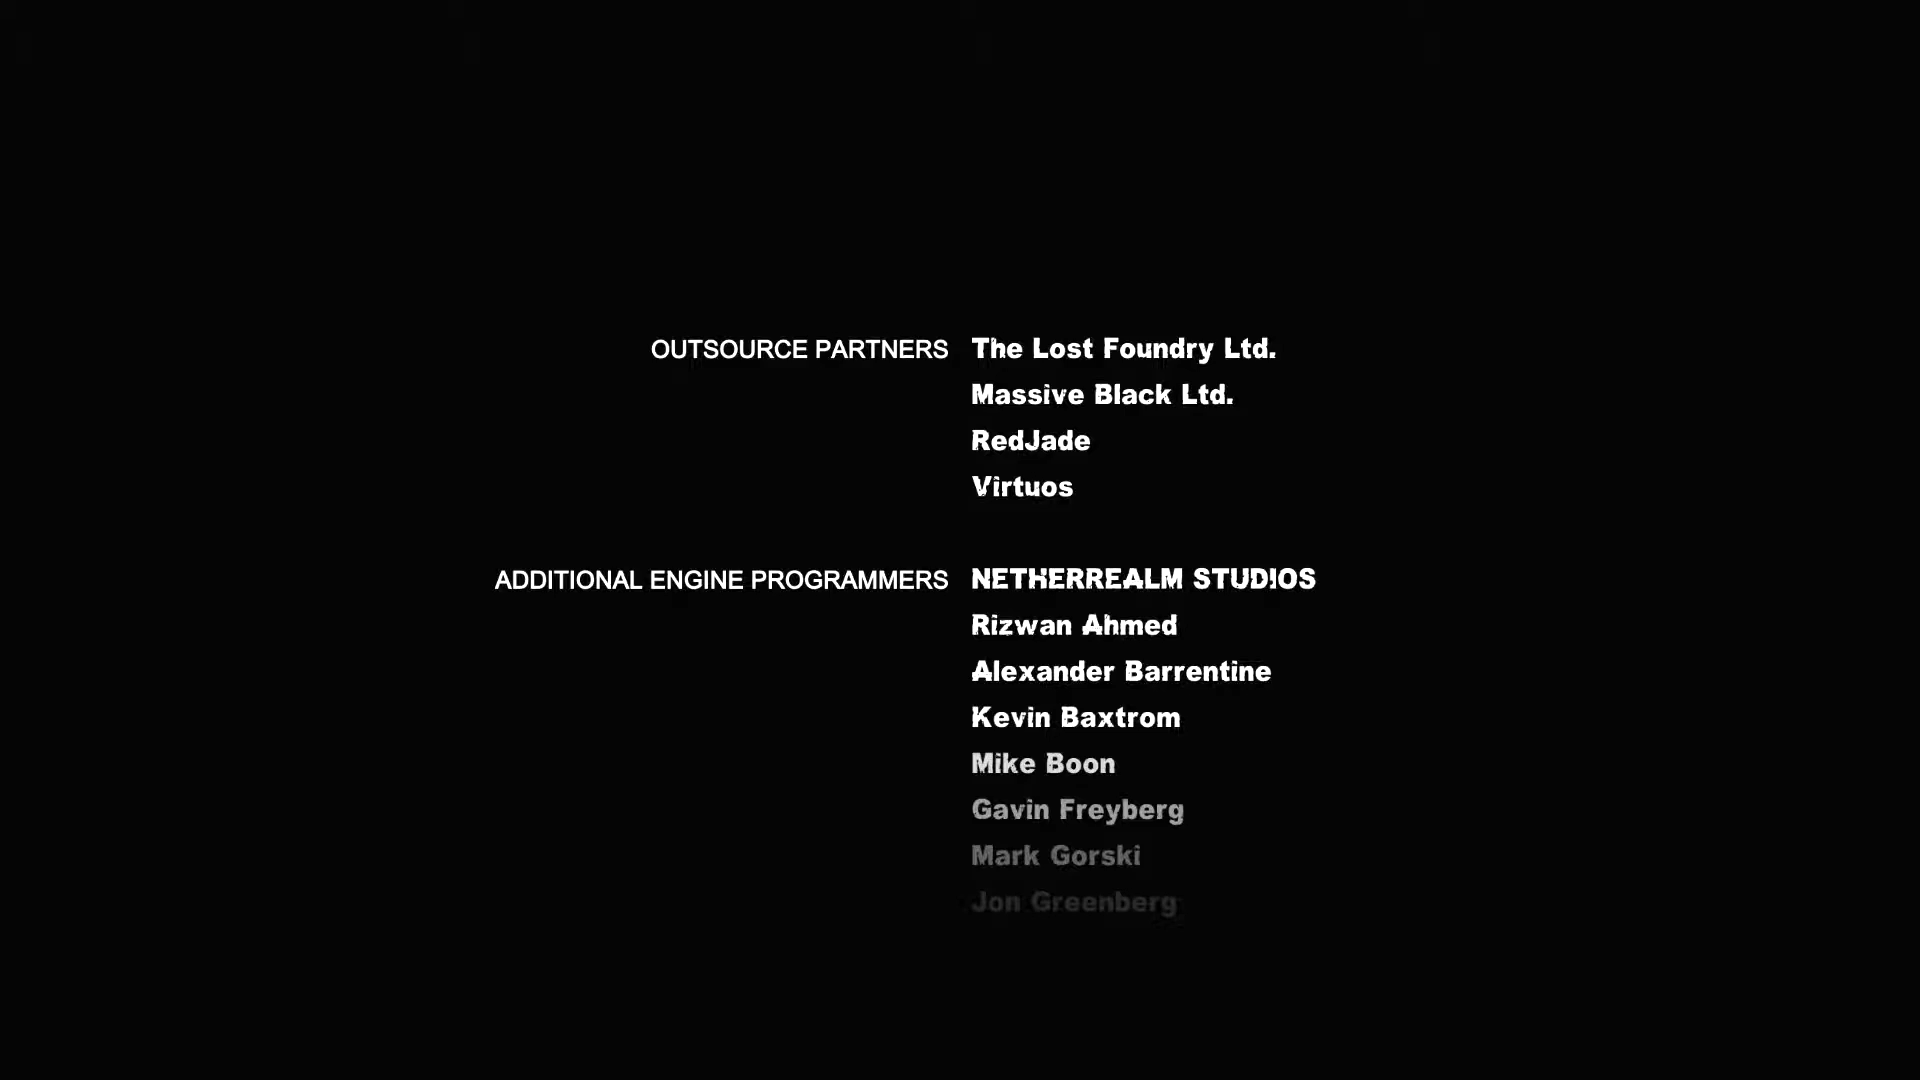 OUTSOURCE PARTNERS The Lost Foundry Ltd.
Massive Black Ltd.
RedJade
Virtuos
ADDITIONAL ENGINE PROGRAMMERS NETHERREALM STUDIOS
Rizwan Ahmed
Alexander Barrentine
Kevin Baxtrom
Mike Boon
Gavin Freyberg
Mark Gorski
Jon Greenberg